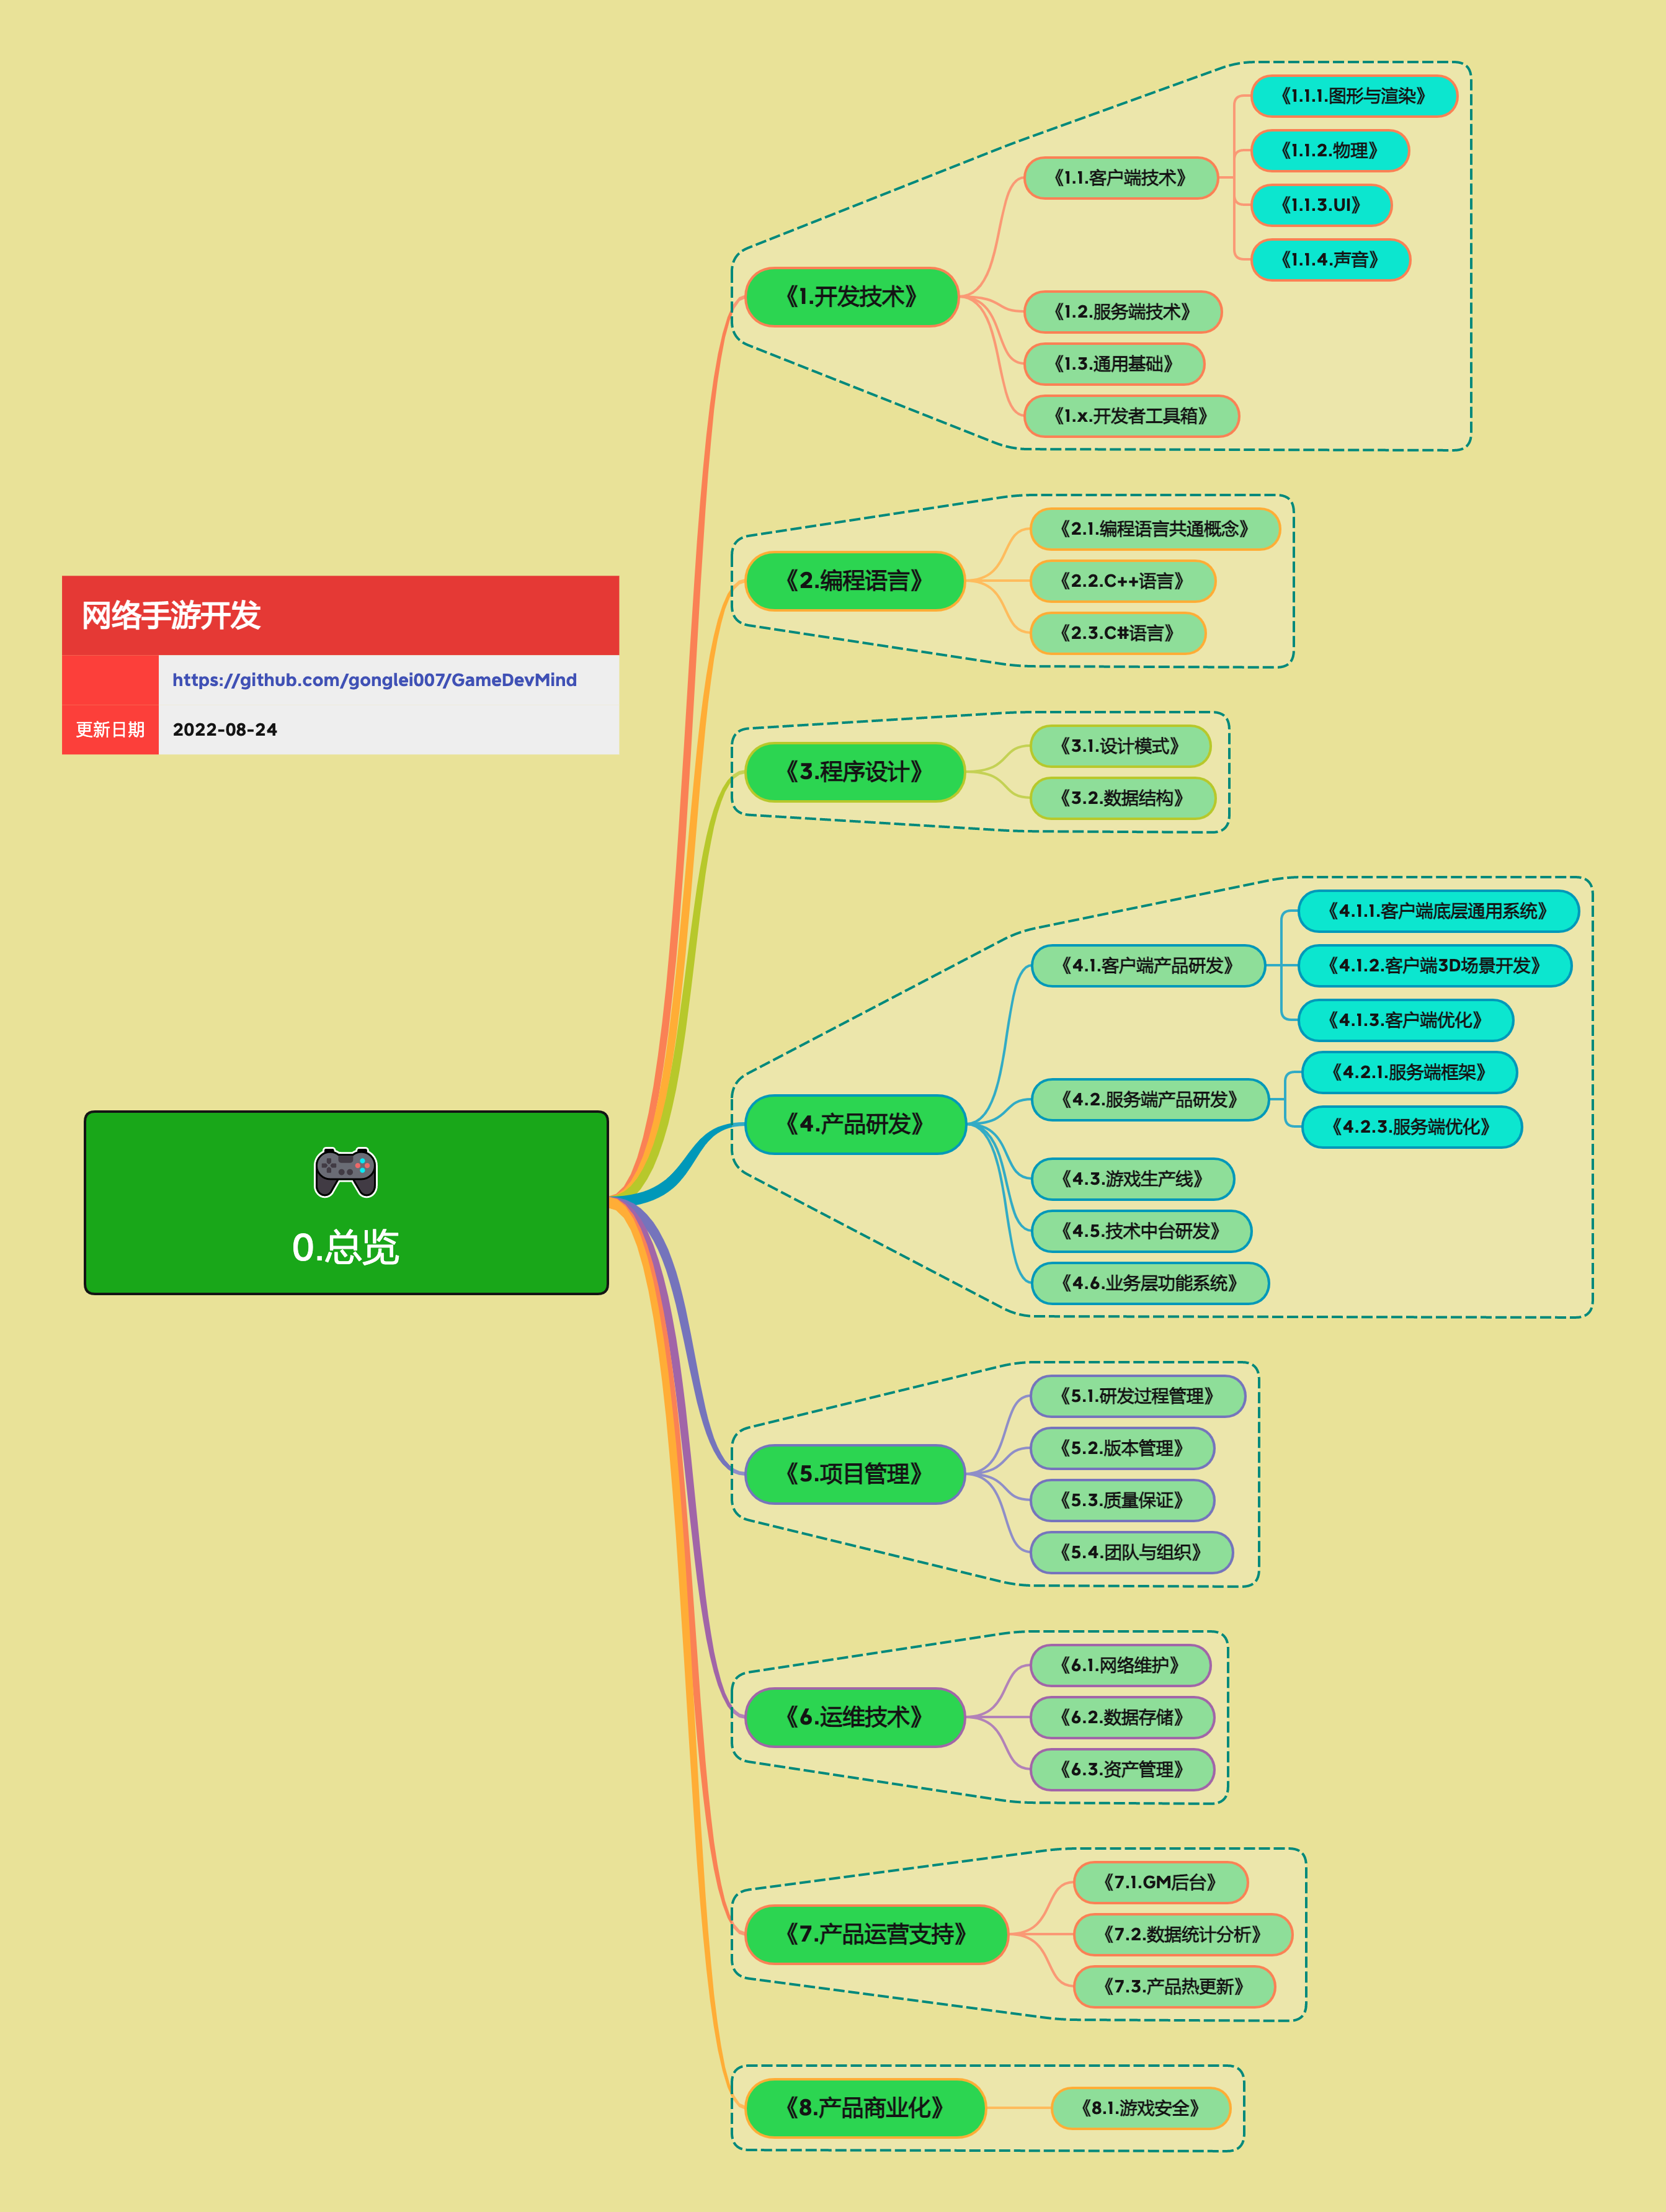 网络手游开发
https://github.com/gonglei007/GameDevMind
更新日期 2022-08-24
0.总览
《1.开发技术》
《1.1.客户端技术》
《1.1.1.图形与渲染》
《1.1.2.物理》
《1.1.3.UI》
《1.1.4.声音》
《1.2.服务端技术》
《1.3.通用基础》
《1.x.开发者工具箱》
《2.编程语言》
《2.1.编程语言共通概念》
《2.2.C++语言》
《2.3.C#语言》
《3.程序设计》
《3.1.设计模式》
《3.2.数据结构》
《4.产品研发》
《4.1.客户端产品研发》
《4.1.1.客户端底层通用系统》
《4.1.2.客户端3D场景开发》
《4.1.3.客户端优化》
《4.2.服务端产品研发》
《4.2.1.服务端框架》
《4.2.3.服务端优化》
《4.3.游戏生产线》
《4.5.技术中台研发》
《4.6.业务层功能系统》
《5.项目管理》
《5.1.研发过程管理》
《5.2.版本管理》
《5.3.质量保证》
《5.4.团队与组织》
《6.运维技术》
《6.1.网络维护》
《6.2.数据存储》
《6.3.资产管理》
《7.产品运营支持》
《7.1.GM后台》
《7.2.数据统计分析》
《7.3.产品热更新》
《8.产品商业化》
《8.1.游戏安全》